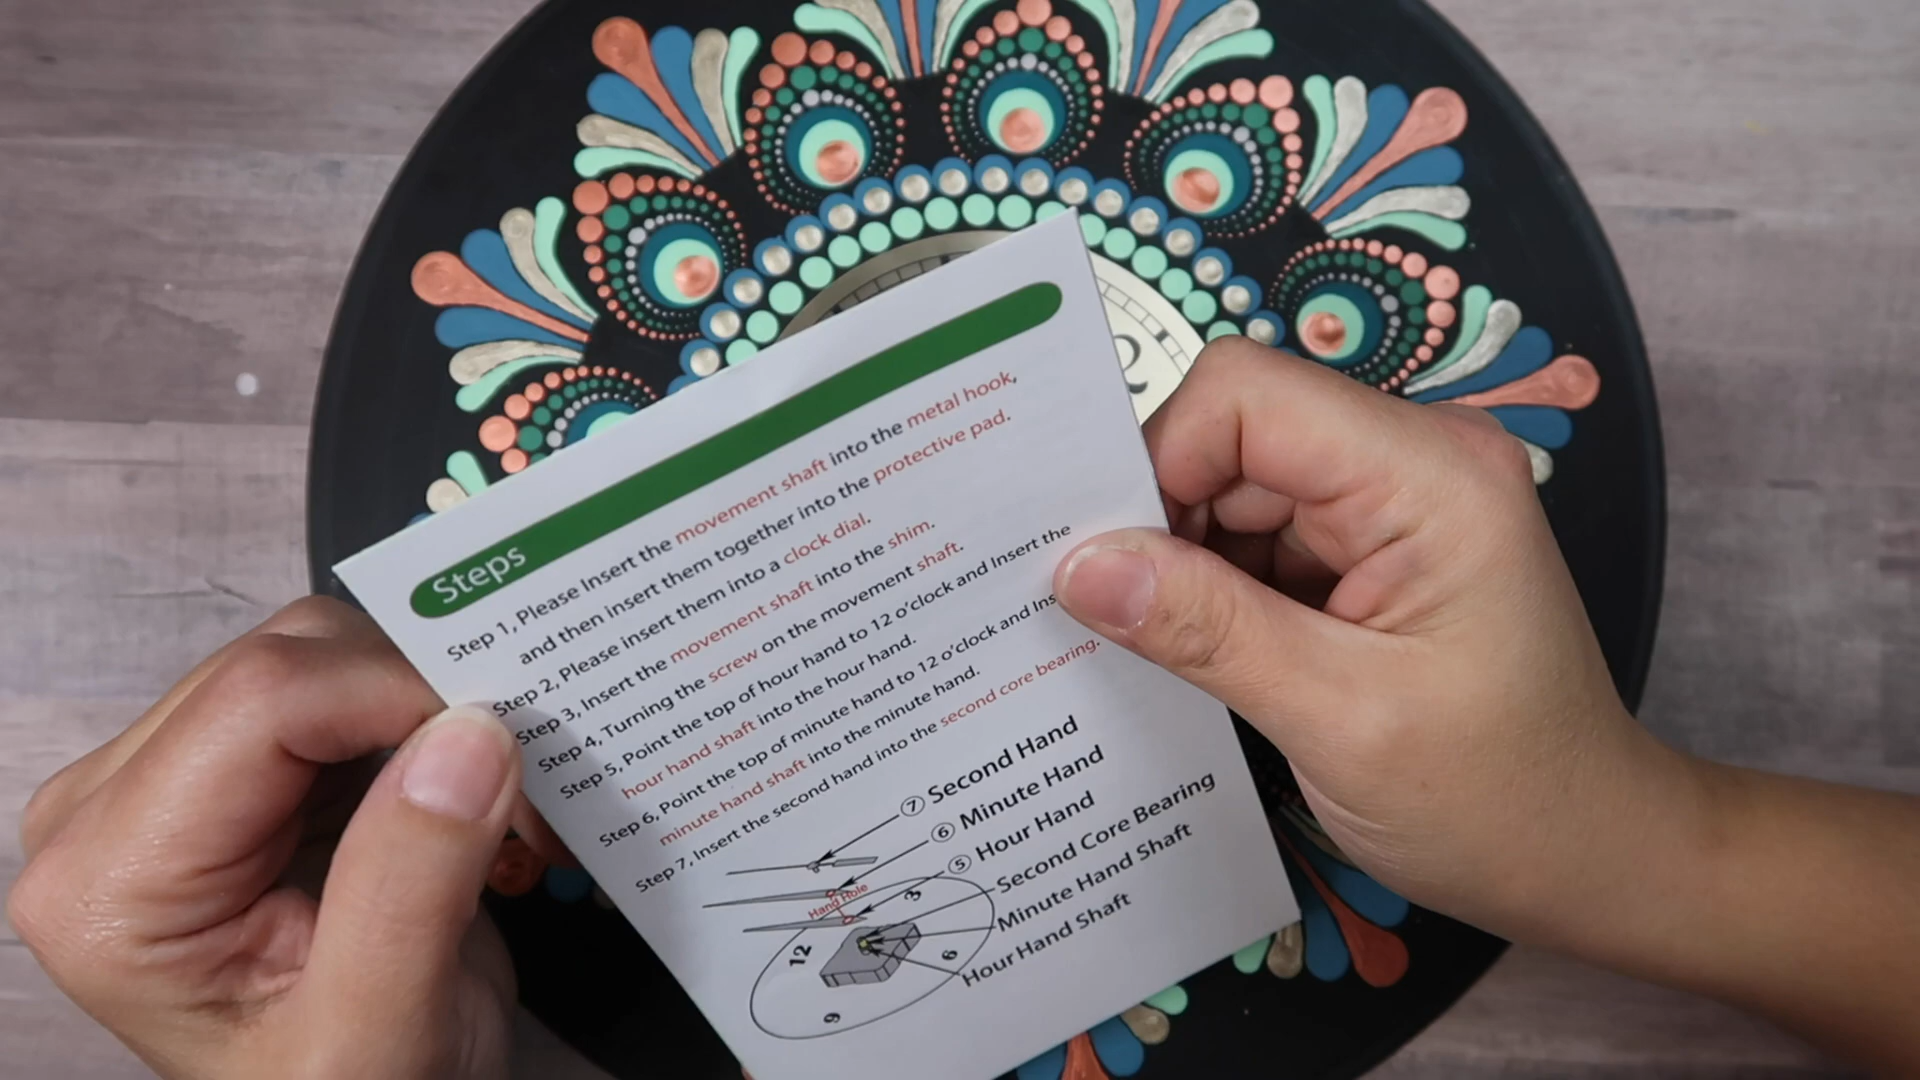 Steps
Step 1, Please Insert the movement shaft into the metal hook,
and then insert them together into the protective pad.
Step 2, Please insert them into a clock dial.
Step 3, Insert the movement shaft into the shim.
Step 4, Turning the screw on the movement shaft.
Step 5, Point the top of hour hand to 12 o'clock and Insert the
hour hand shaft into the hour hand.
Step 6, Point the top of minute hand to 12 o'clock and Ins
minute hand shaft into the minute hand.
Step 7, Insert the second hand into the second core bearing.
⑦ Second Hand
⑥ Minute Hand
⑤ Hour Hand
Second Core Bearing
Minute Hand Shaft
Hour Hand Shaft
Hand Hole
3
12
6
9
2